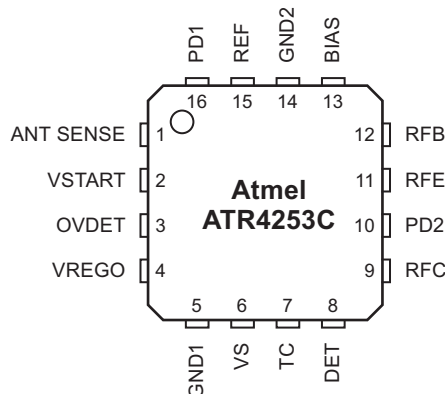 PD1
REF
GND2
BIAS
16 15 14 13
ANT SENSE 1
12 RFB
VSTART 2
11 RFE
Atmel
ATR4253C
OVDET 3
10 PD2
VREGO 4
9 RFC
5 6 7 8
GND1
VS
TC
DET